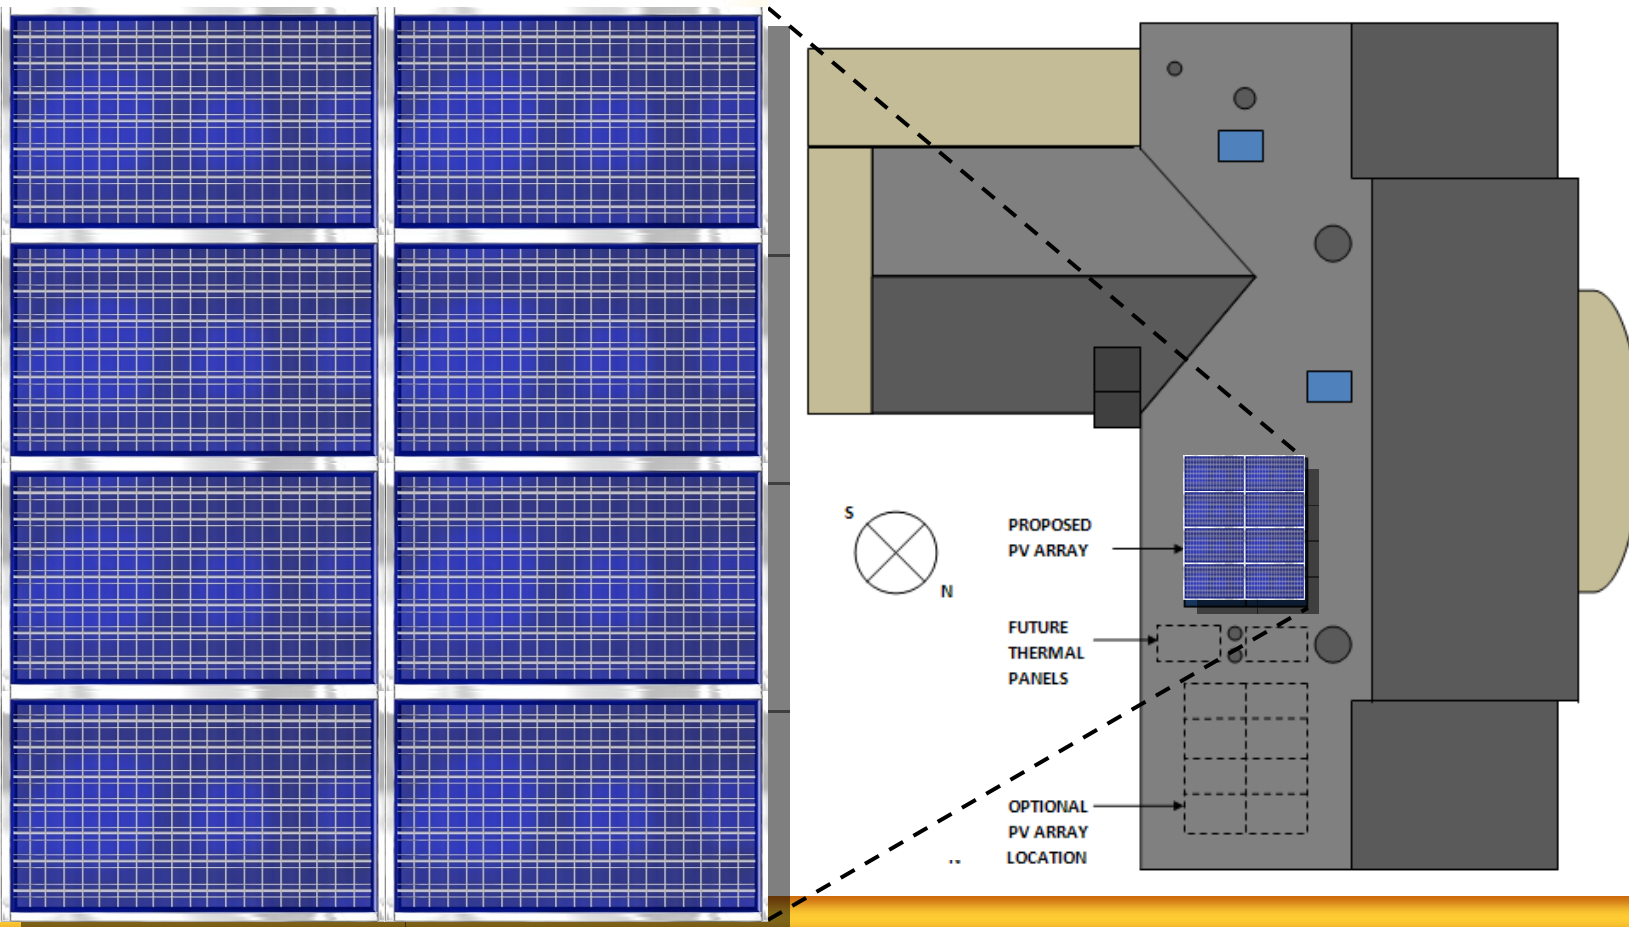 S
N
PROPOSED
PV ARRAY
FUTURE
THERMAL
PANELS
OPTIONAL
PV ARRAY
LOCATION